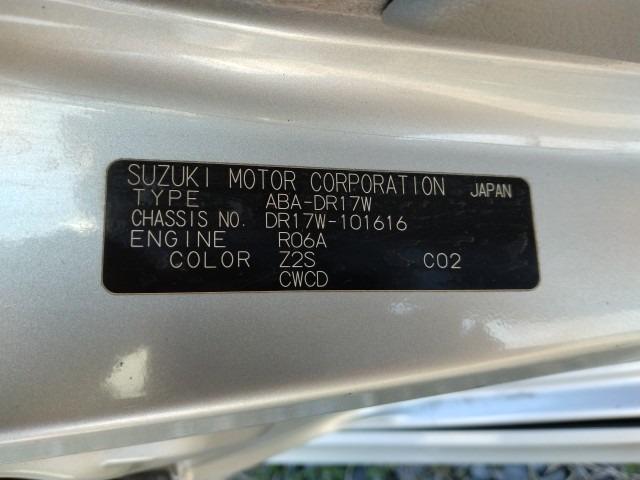 SUZUKI MOTOR CORPORATION JAPAN
TYPE ABA-DR17W
CHASSIS NO. DR17W-101616
ENGINE R06A
COLOR Z2S C02
CWCD